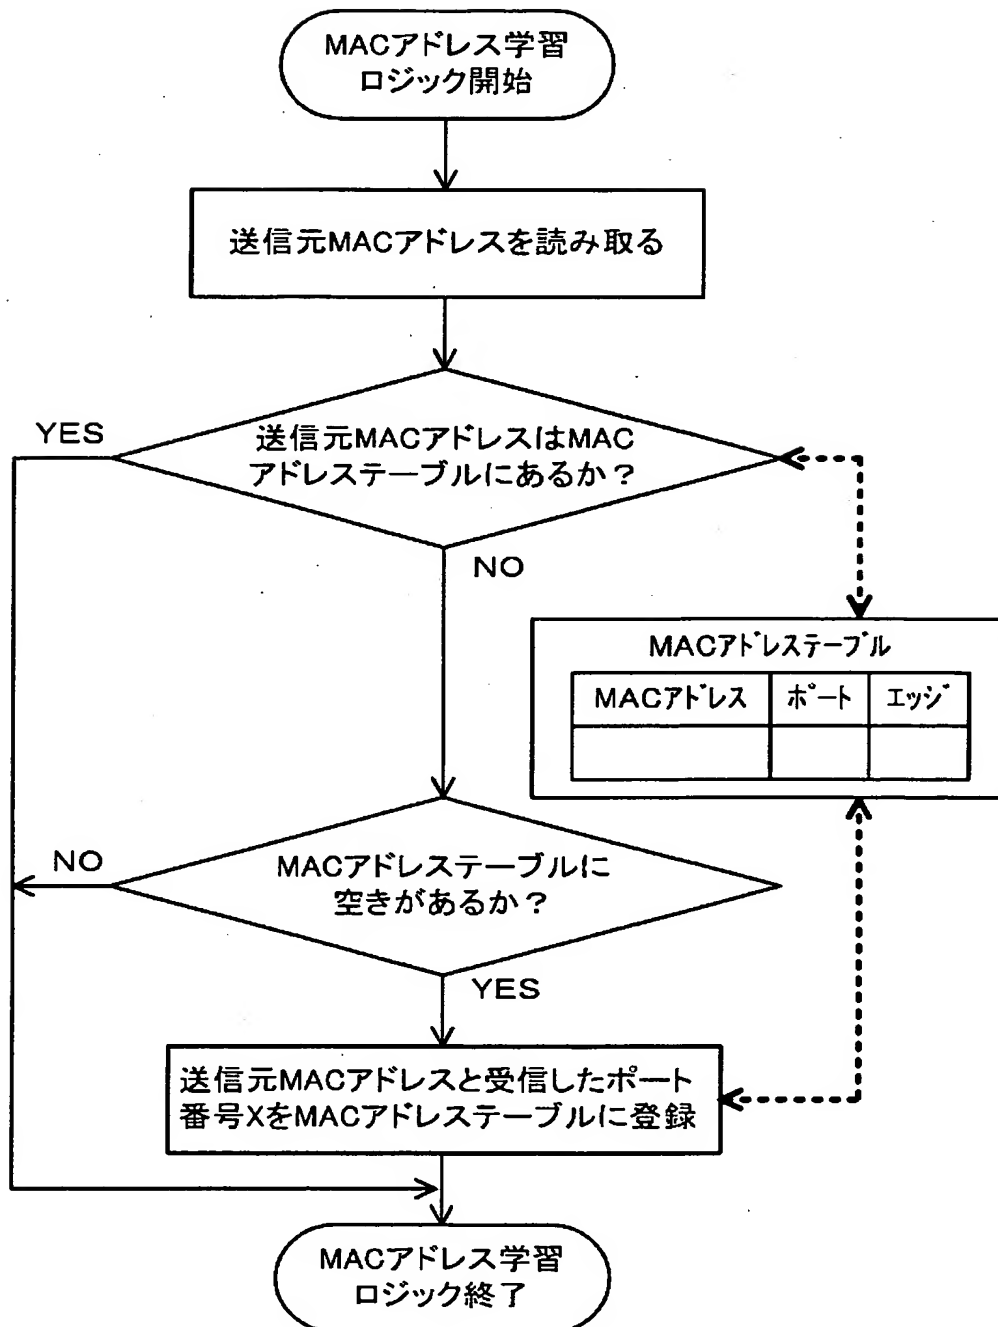 MACアドレス学習
ロジック開始
送信元MACアドレスを読み取る
YES
送信元MACアドレスはMAC
アドレステーブルにあるか？
NO
MACアドレステーブル
MACアドレス ポート エッジ
NO
MACアドレステーブルに
空きがあるか？
YES
送信元MACアドレスと受信したポート
番号XをMACアドレステーブルに登録
MACアドレス学習
ロジック終了